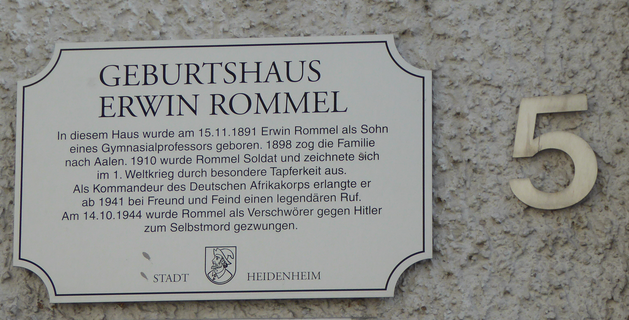 GEBURTSHAUS
ERWIN ROMMEL
In diesem Haus wurde am 15.11.1891 Erwin Rommel als Sohn
eines Gymnasialprofessors geboren. 1898 zog die Familie
nach Aalen. 1910 wurde Rommel Soldat und zeichnete sich
im 1. Weltkrieg durch besondere Tapferkeit aus.
Als Kommandeur des Deutschen Afrikakorps erlangte er
ab 1941 bei Freund und Feind einen legendären Ruf.
Am 14.10.1944 wurde Rommel als Verschwörer gegen Hitler
zum Selbstmord gezwungen.
STADT HEIDENHEIM
5